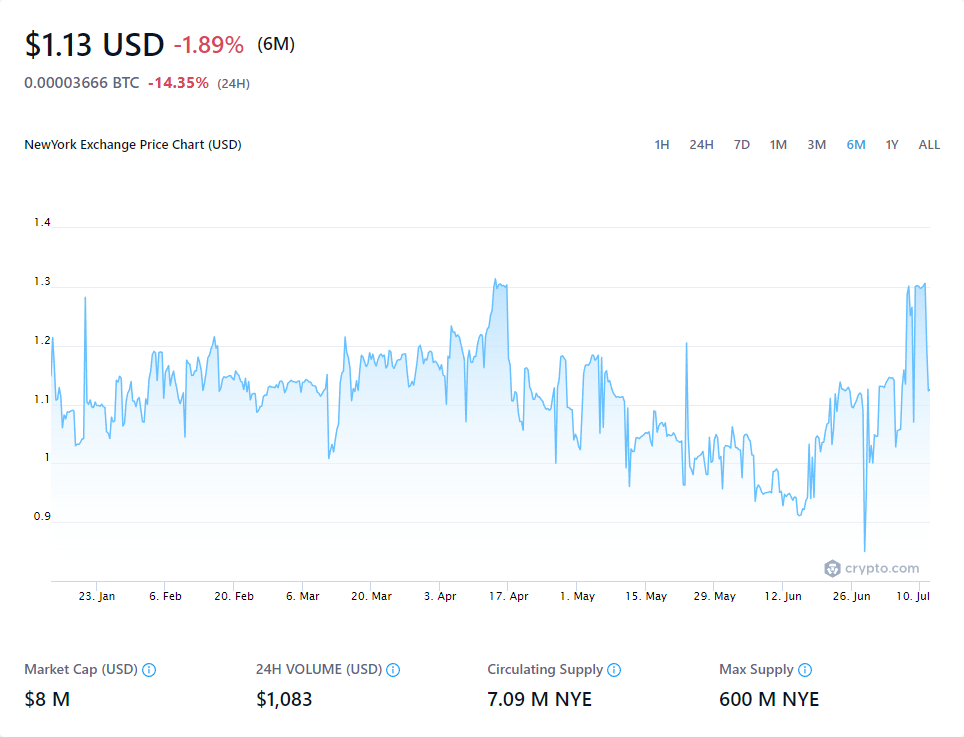 $1.13 USD -1.89% (6M)
0.00003666 BTC -14.35% (24H)
NewYork Exchange Price Chart (USD) 1H 24H 7D 1M 3M 6M 1Y ALL
1.4
1.3
1.2
1.1
1
0.9
crypto.com
23. Jan 6. Feb 20. Feb 6. Mar 20. Mar 3. Apr 17. Apr 1. May 15. May 29. May 12. Jun 26. Jun 10. Jul
Market Cap (USD) 24H VOLUME (USD) Circulating Supply Max Supply
$8 M $1,083 7.09 M NYE 600 M NYE